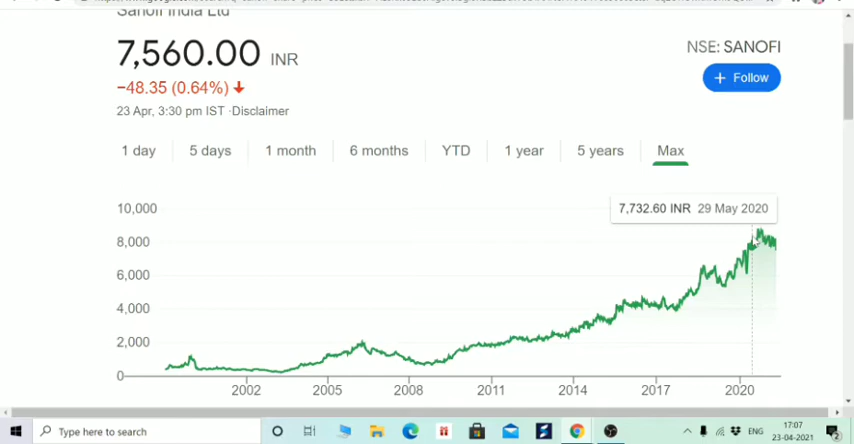 Sanofi India Ltd
7,560.00 INR
NSE: SANOFI
−48.35 (0.64%) ↓
+ Follow
23 Apr, 3:30 pm IST ·Disclaimer
1 day 5 days 1 month 6 months YTD 1 year 5 years Max
10,000
7,732.60 INR 29 May 2020
8,000
6,000
4,000
2,000
0
2002 2005 2008 2011 2014 2017 2020
Type here to search
ENG
17:07
23-04-2021
2